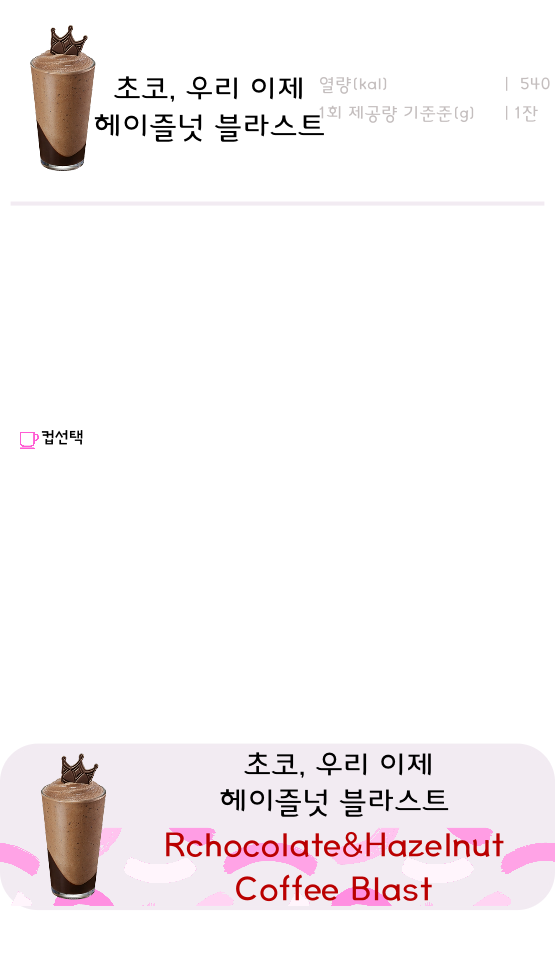 초코, 우리 이제
헤이즐넛 블라스트
열량(kal) | 540
1회 제공량 기준준(g) | 1잔
컵선택
초코, 우리 이제
헤이즐넛 블라스트
Rchocolate&Hazelnut
Coffee Blast